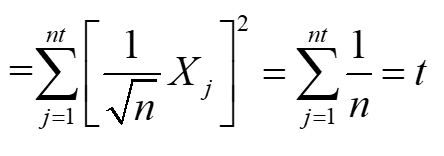 $$= \sum_{j=1}^{nt} \left[ \frac{1}{\sqrt{n}} X_j \right]^2 = \sum_{j=1}^{nt} \frac{1}{n} = t$$